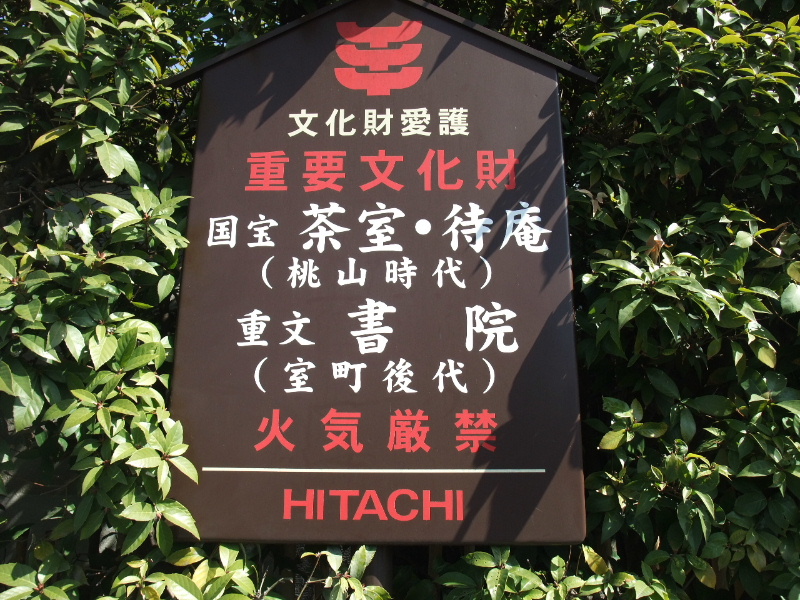 文化財愛護
重要文化財
国宝 茶室・待庵
(桃山時代)
重文 書院
(室町後代)
火気厳禁
HITACHI